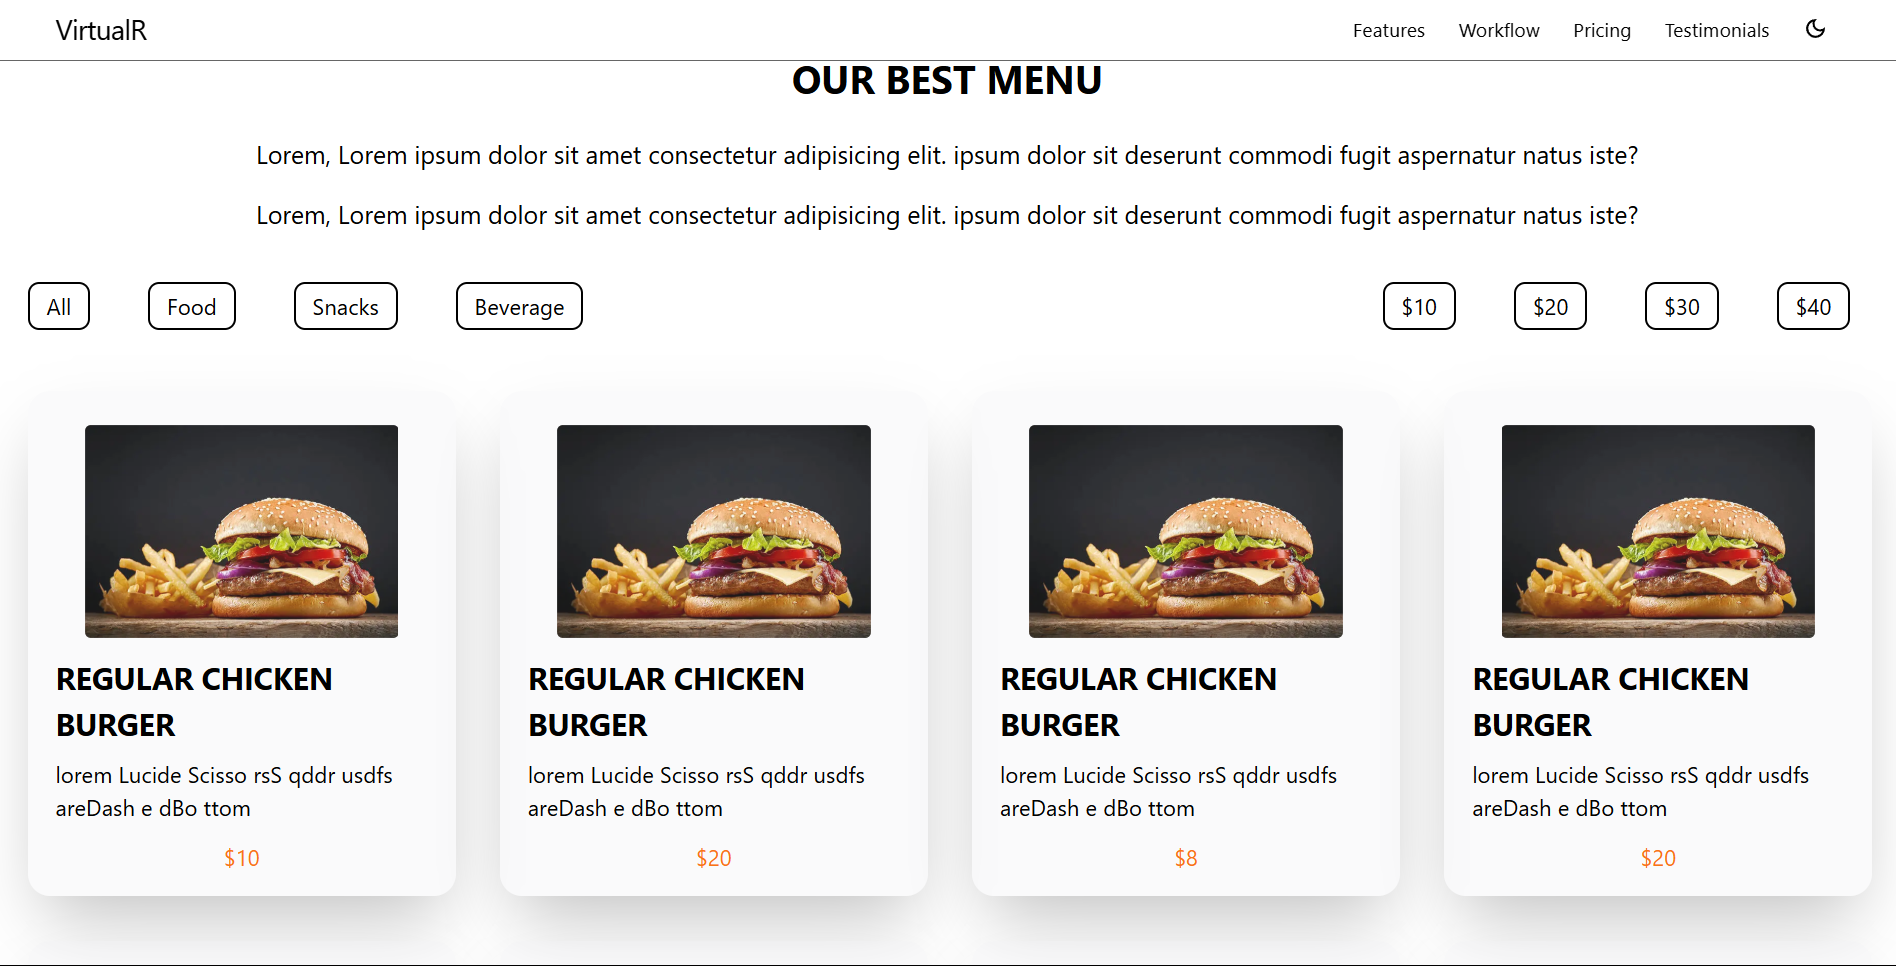 VirtualR
Features Workflow Pricing Testimonials
OUR BEST MENU
Lorem, Lorem ipsum dolor sit amet consectetur adipisicing elit. ipsum dolor sit deserunt commodi fugit aspernatur natus iste?
Lorem, Lorem ipsum dolor sit amet consectetur adipisicing elit. ipsum dolor sit deserunt commodi fugit aspernatur natus iste?
All Food Snacks Beverage $10 $20 $30 $40
REGULAR CHICKEN
BURGER
lorem Lucide Scisso rsS qddr usdfs
areDash e dBo ttom
$10
REGULAR CHICKEN
BURGER
lorem Lucide Scisso rsS qddr usdfs
areDash e dBo ttom
$20
REGULAR CHICKEN
BURGER
lorem Lucide Scisso rsS qddr usdfs
areDash e dBo ttom
$8
REGULAR CHICKEN
BURGER
lorem Lucide Scisso rsS qddr usdfs
areDash e dBo ttom
$20